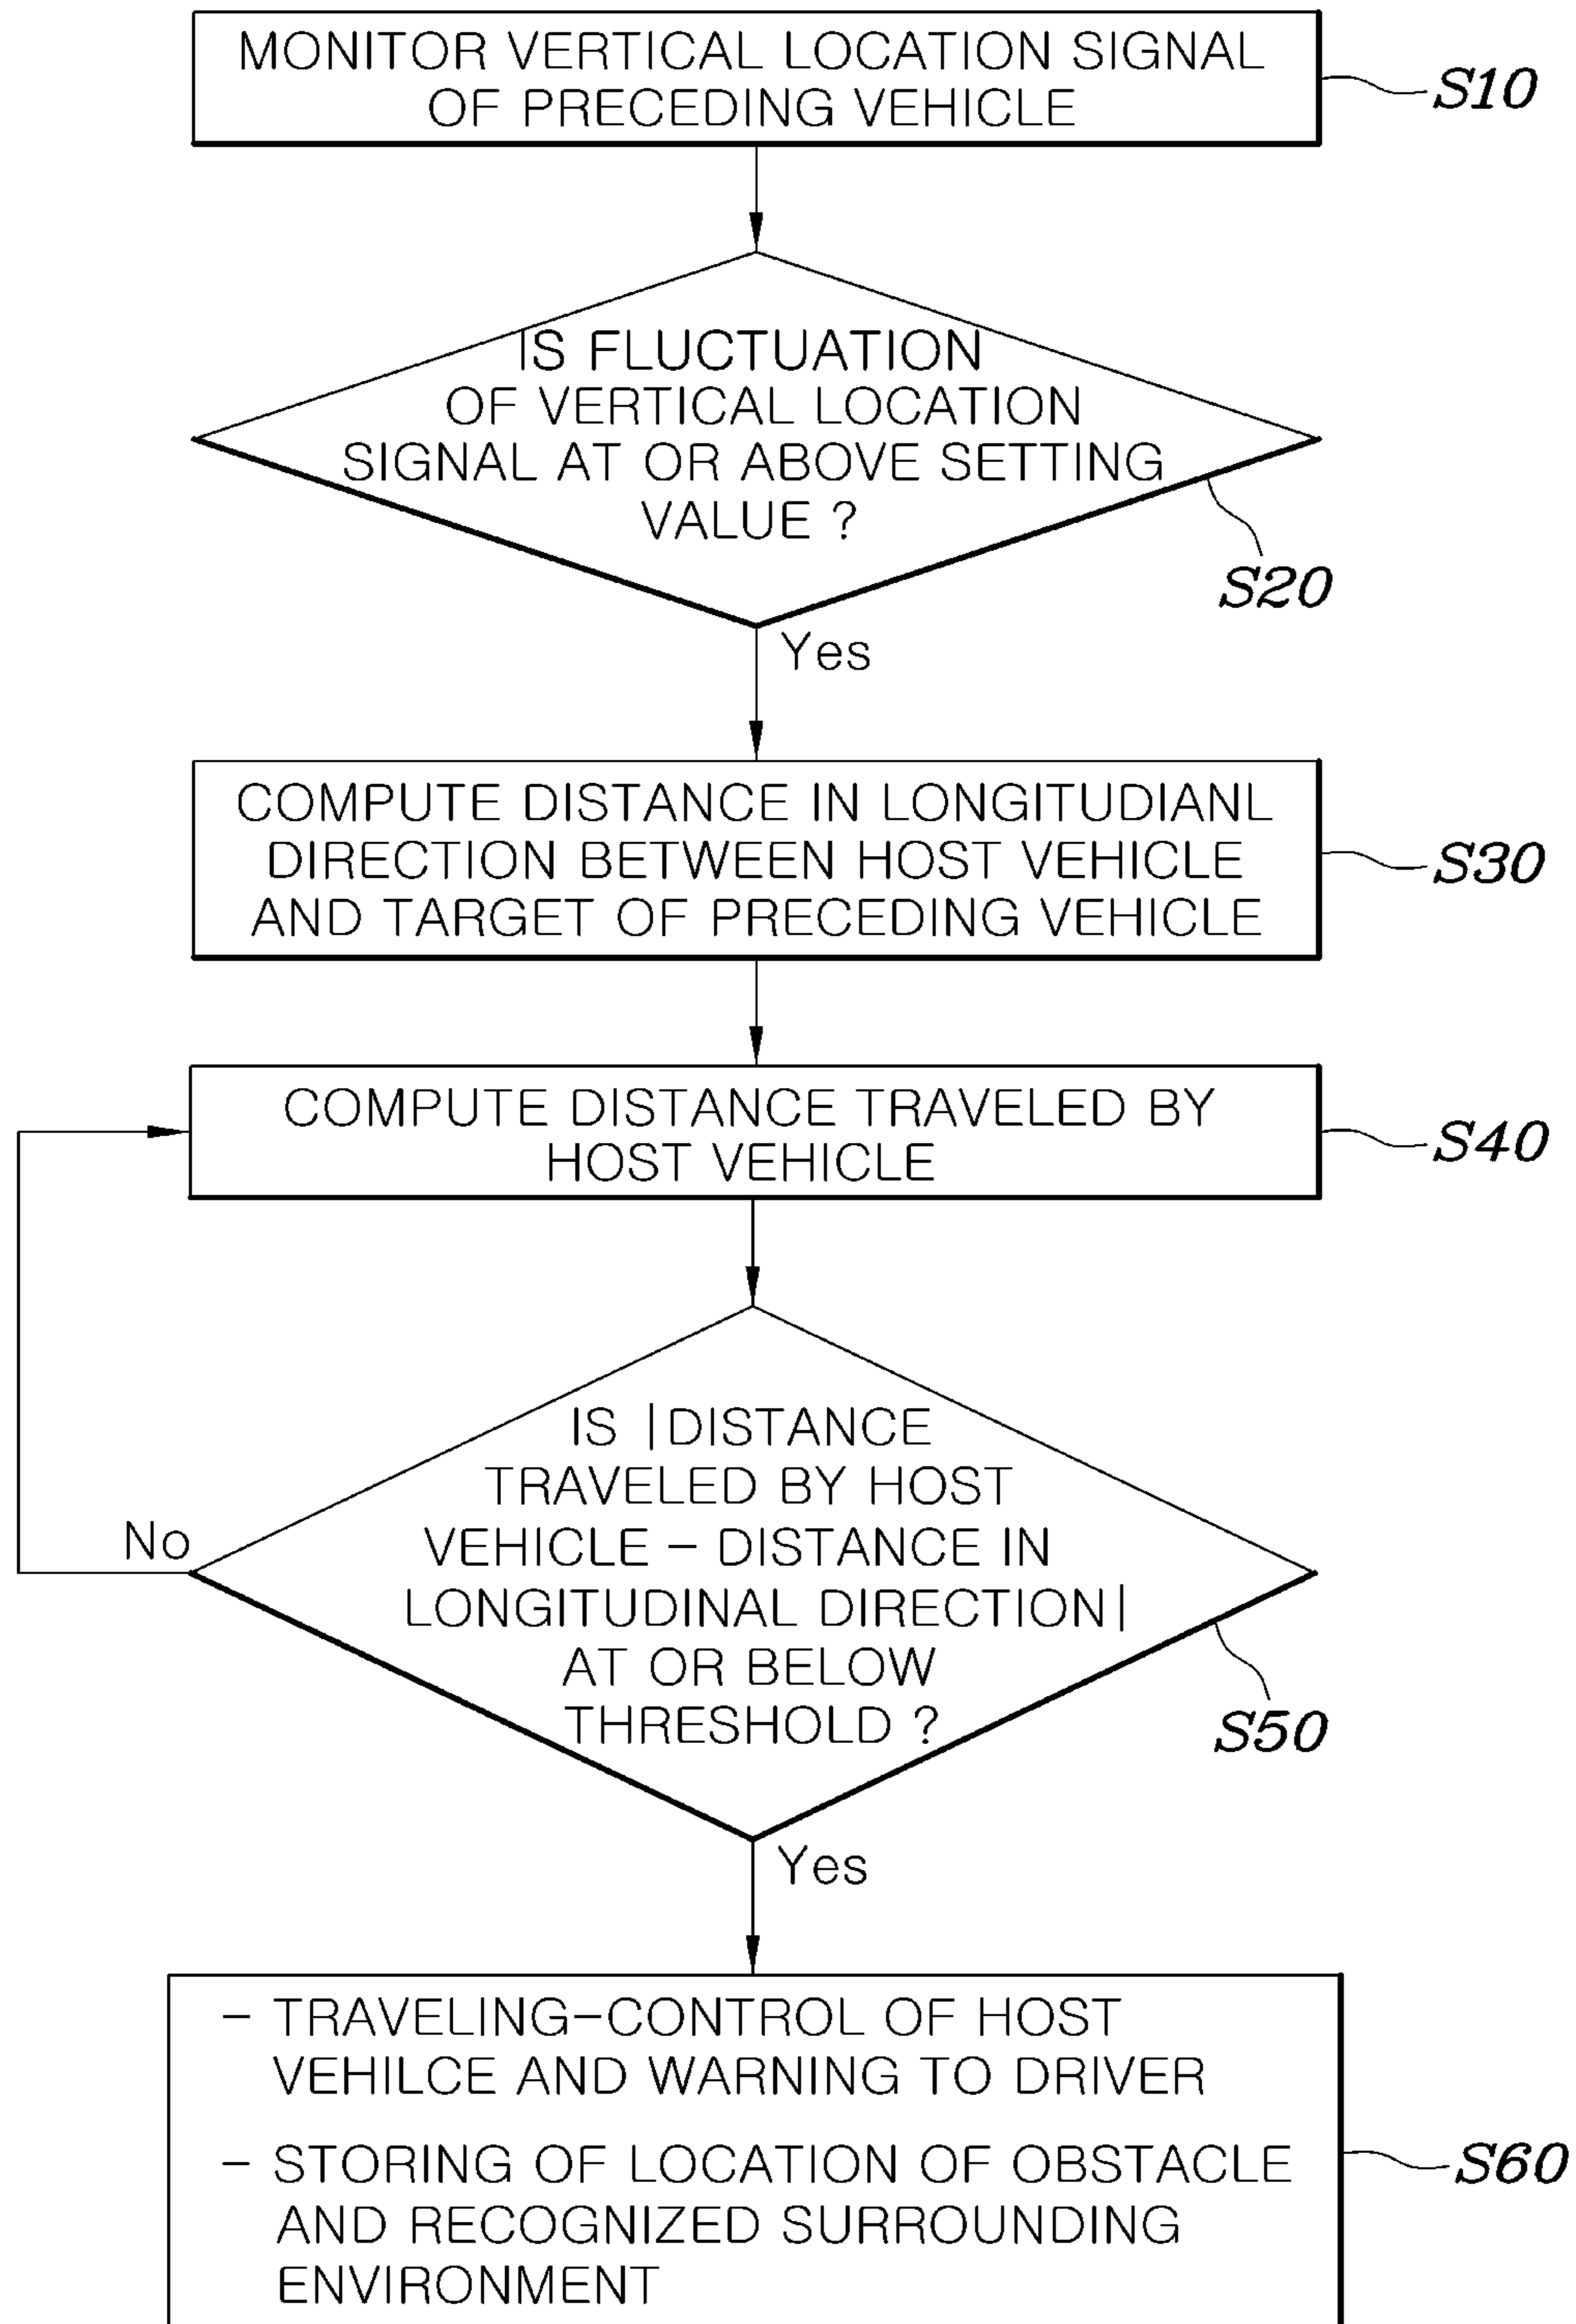 MONITOR VERTICAL LOCATION SIGNAL
OF PRECEDING VEHICLE
S10
IS FLUCTUATION
OF VERTICAL LOCATION
SIGNAL AT OR ABOVE SETTING
VALUE ?
S20
Yes
COMPUTE DISTANCE IN LONGITUDIANL
DIRECTION BETWEEN HOST VEHICLE
AND TARGET OF PRECEDING VEHICLE
S30
COMPUTE DISTANCE TRAVELED BY
HOST VEHICLE
S40
IS |DISTANCE
TRAVELED BY HOST
VEHICLE – DISTANCE IN
LONGITUDINAL DIRECTION|
AT OR BELOW
THRESHOLD ?
No
S50
Yes
– TRAVELING–CONTROL OF HOST
VEHILCE AND WARNING TO DRIVER
– STORING OF LOCATION OF OBSTACLE
AND RECOGNIZED SURROUNDING
ENVIRONMENT
S60